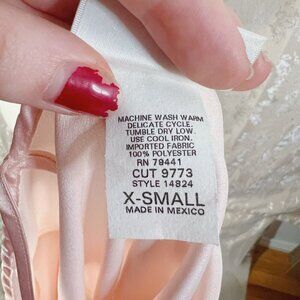 MACHINE WASH WARM
DELICATE CYCLE.
TUMBLE DRY LOW.
USE COOL IRON.
IMPORTED FABRIC
100% POLYESTER
RN 79441
CUT 9773
STYLE 14824
X-SMALL
MADE IN MEXICO